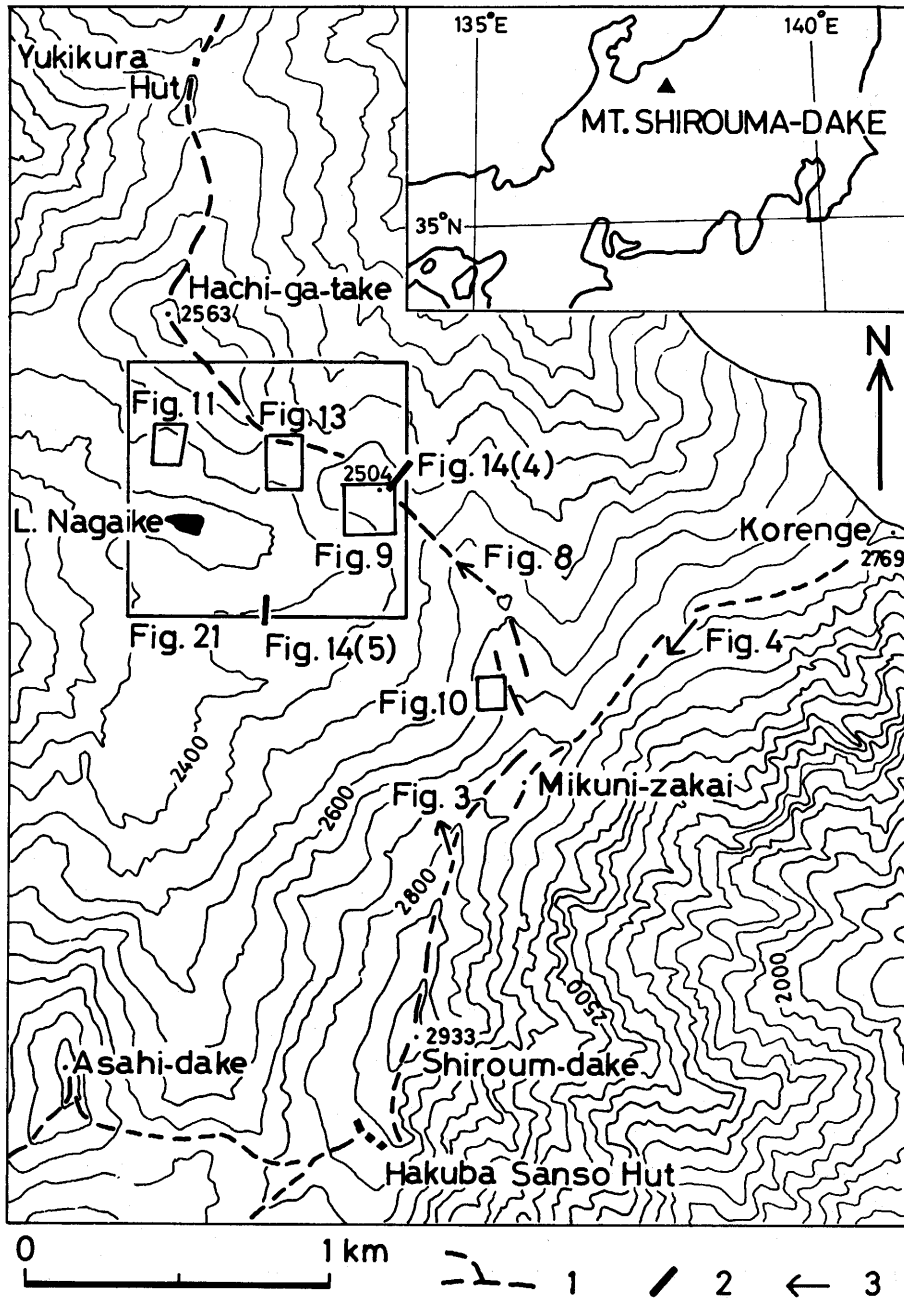 135°E
140°E
Yukikura
Hut
MT. SHIROUMA-DAKE
35°N
Hachi-ga-take
2563
N
Fig. 11
Fig. 13
2504
Fig. 14(4)
L. Nagaike
Korenge
2769
Fig. 9
Fig. 8
Fig. 21
Fig. 14(5)
Fig. 4
Fig. 10
2400
Mikuni-zakai
2600
Fig. 3
2800
2500
2000
2933
Asahi-dake
Shiroum-dake
Hakuba Sanso Hut
0
1 km
1
2
3